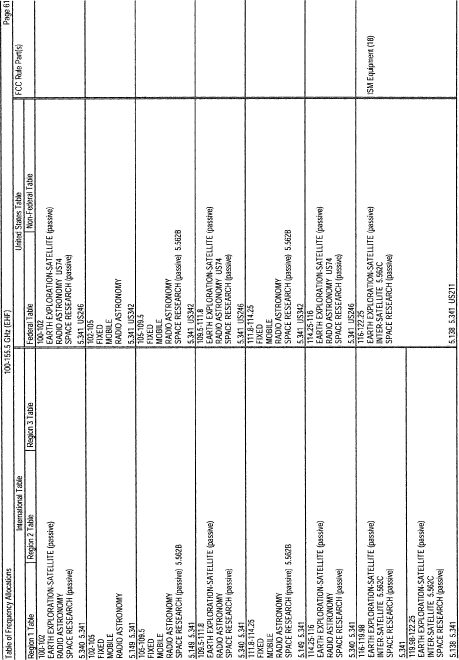 Table of Frequency Allocations 100-155.5 GHz (EHF) Page 61
International Table United States Table FCC Rule Part(s)
Region 1 Table Region 2 Table Region 3 Table Federal Table Non-Federal Table
100-102
EARTH EXPLORATION-SATELLITE (passive)
RADIO ASTRONOMY
SPACE RESEARCH (passive)
5.340 5.341
100-102
EARTH EXPLORATION-SATELLITE (passive)
RADIO ASTRONOMY US74
SPACE RESEARCH (passive)
5.341 US246
102-105
FIXED
MOBILE
RADIO ASTRONOMY
5.149 5.341
102-105
FIXED
MOBILE
RADIO ASTRONOMY
5.341 US342
105-109.5
FIXED
MOBILE
RADIO ASTRONOMY
SPACE RESEARCH (passive) 5.562B
5.149 5.341
105-109.5
FIXED
MOBILE
RADIO ASTRONOMY
SPACE RESEARCH (passive) 5.562B
5.341 US342
109.5-111.8
EARTH EXPLORATION-SATELLITE (passive)
RADIO ASTRONOMY
SPACE RESEARCH (passive)
5.340 5.341
109.5-111.8
EARTH EXPLORATION-SATELLITE (passive)
RADIO ASTRONOMY US74
SPACE RESEARCH (passive)
5.341 US246
111.8-114.25
FIXED
MOBILE
RADIO ASTRONOMY
SPACE RESEARCH (passive) 5.562B
5.149 5.341
111.8-114.25
FIXED
MOBILE
RADIO ASTRONOMY
SPACE RESEARCH (passive) 5.562B
5.341 US342
114.25-116
EARTH EXPLORATION-SATELLITE (passive)
RADIO ASTRONOMY
SPACE RESEARCH (passive)
5.340 5.341
114.25-116
EARTH EXPLORATION-SATELLITE (passive)
RADIO ASTRONOMY US74
SPACE RESEARCH (passive)
5.341 US246
116-119.98
EARTH EXPLORATION-SATELLITE (passive)
INTER-SATELLITE 5.562C
SPACE RESEARCH (passive)
5.341
116-122.25
EARTH EXPLORATION-SATELLITE (passive)
INTER-SATELLITE 5.562C
SPACE RESEARCH (passive)
ISM Equipment (18)
119.98-122.25
EARTH EXPLORATION-SATELLITE (passive)
INTER-SATELLITE 5.562C
SPACE RESEARCH (passive)
5.138 5.341
5.138 5.341 US211